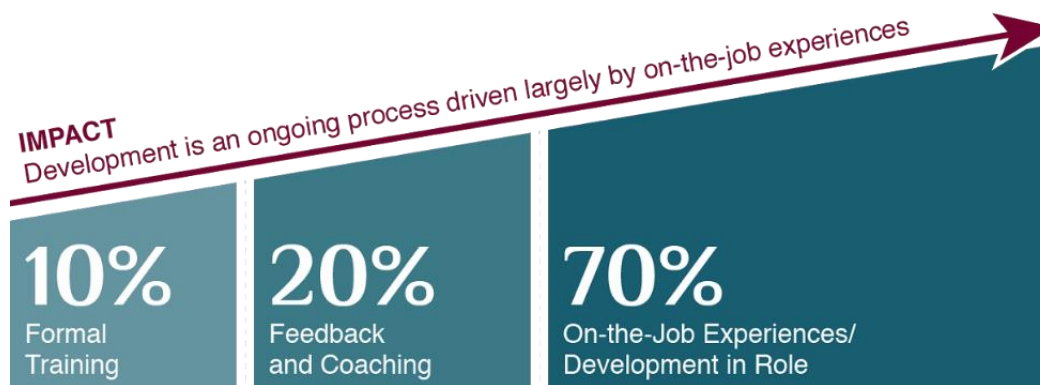 IMPACT
Development is an ongoing process driven largely by on-the-job experiences
10%
Formal
Training
20%
Feedback
and Coaching
70%
On-the-Job Experiences/
Development in Role